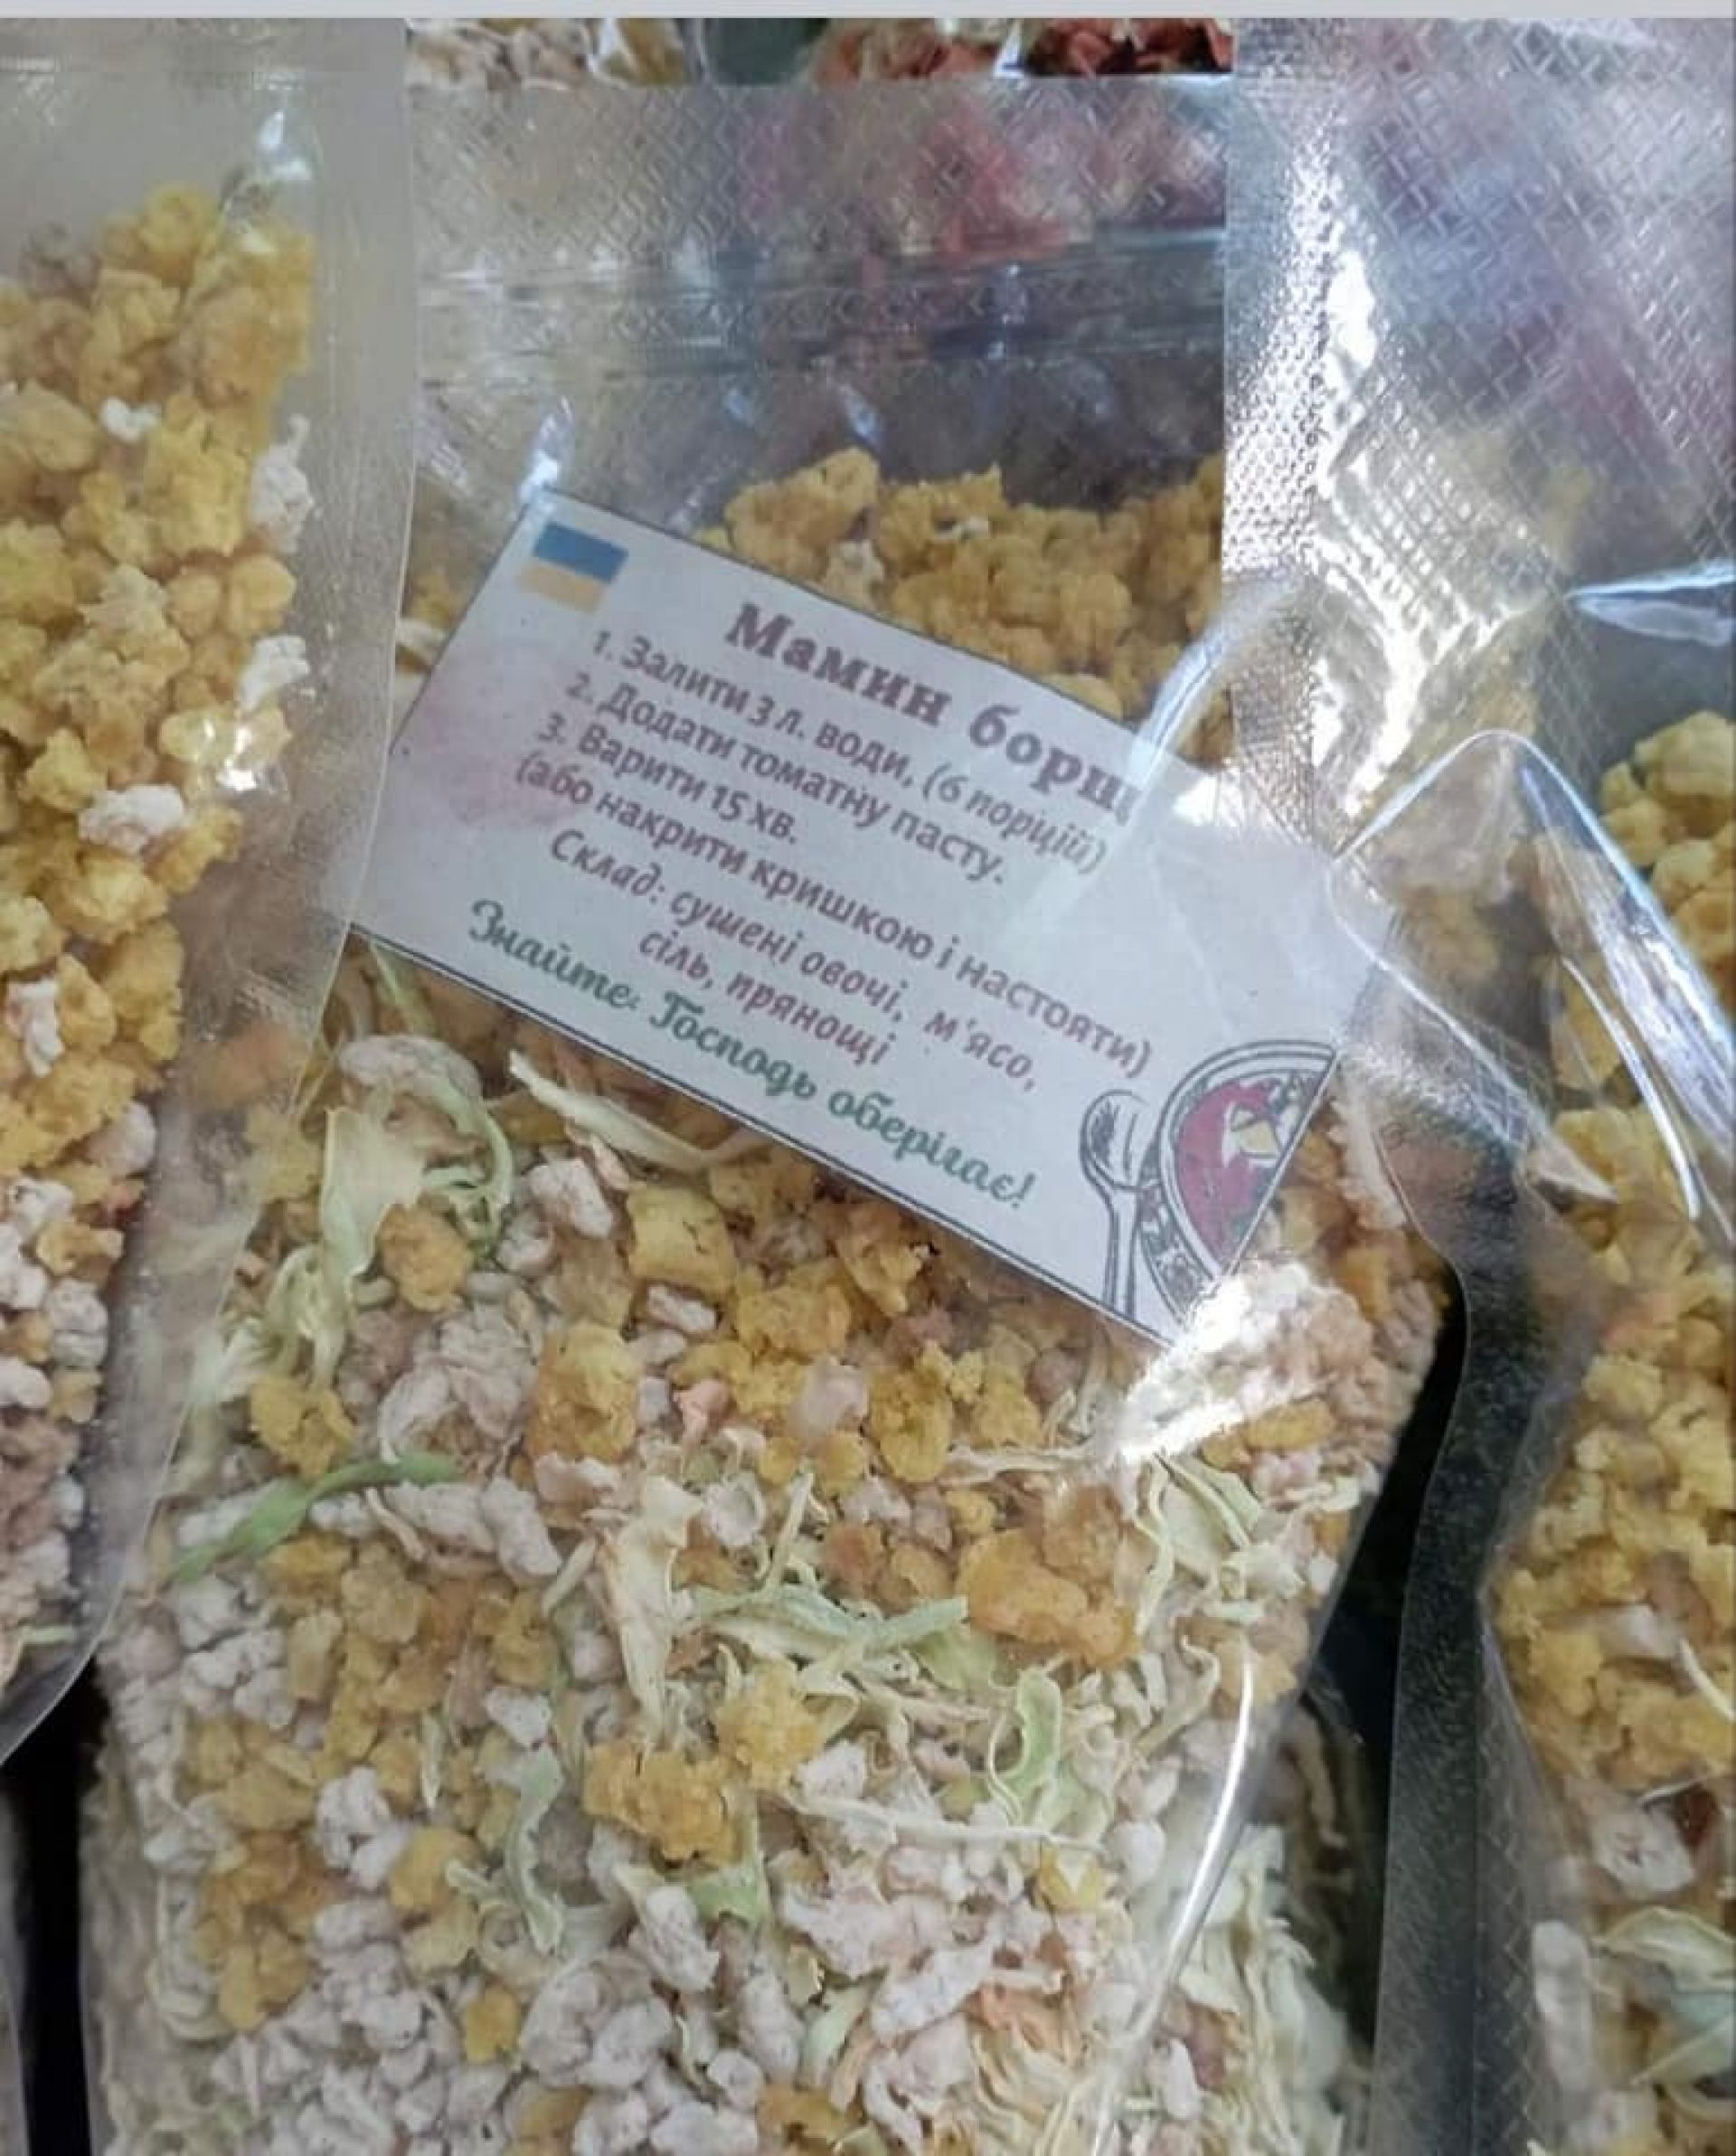 Мамин борщ
1. Залити 3 л. води, (6 порцій)
2. Додати томатну пасту.
3. Варити 15 хв.
(або накрити кришкою і настояти)
Склад: сушені овочі, м'ясо,
сіль, прянощі
Знайте: Господь оберігає!